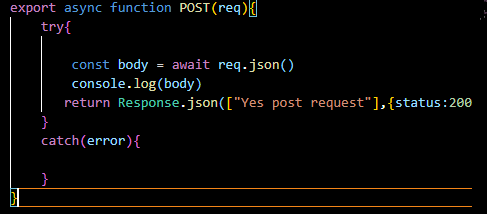 export async function POST(req){
try{
const body = await req.json()
console.log(body)
return Response.json(["Yes post request"],{status:200
}
catch(error){
}
}